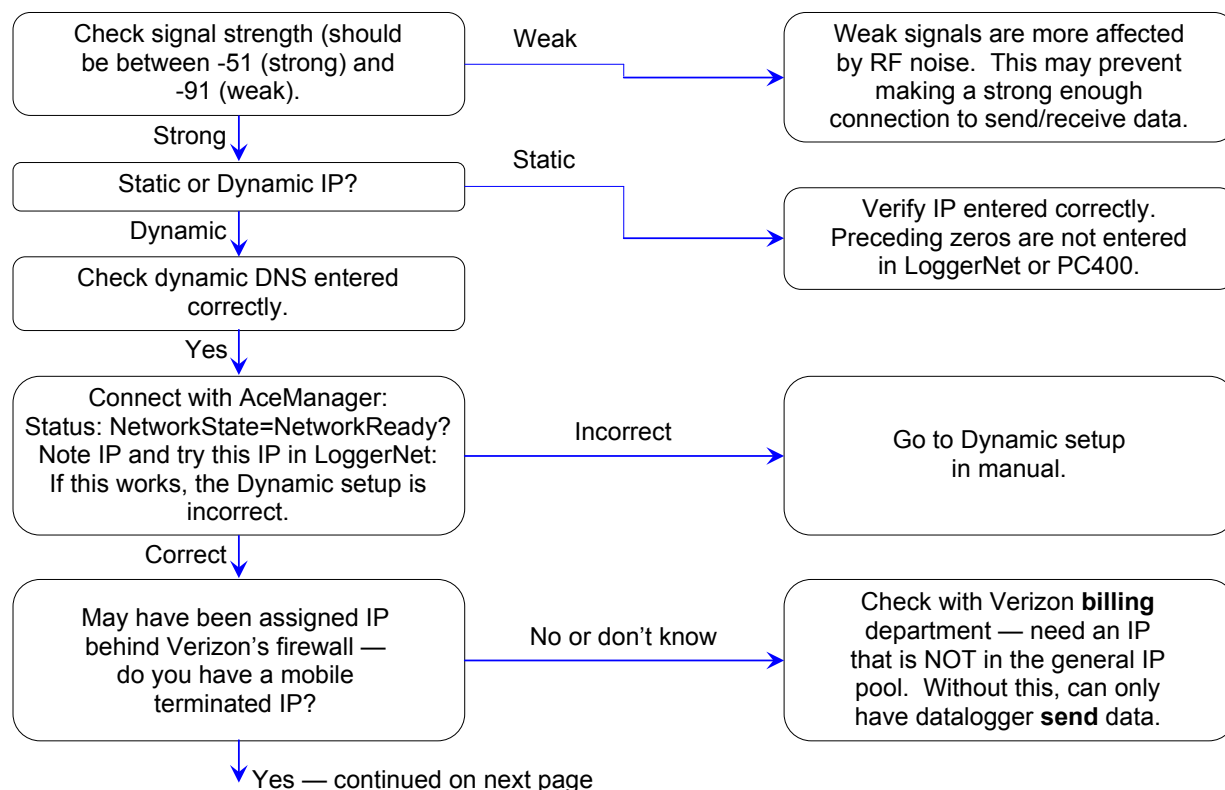 Check signal strength (should
be between -51 (strong) and
-91 (weak).
Weak
Weak signals are more affected
by RF noise.  This may prevent
making a strong enough
connection to send/receive data.
Strong
Static or Dynamic IP?
Static
Verify IP entered correctly.
Preceding zeros are not entered
in LoggerNet or PC400.
Dynamic
Check dynamic DNS entered
correctly.
Yes
Connect with AceManager:
Status: NetworkState=NetworkReady?
Note IP and try this IP in LoggerNet:
If this works, the Dynamic setup is
incorrect.
Incorrect
Go to Dynamic setup
in manual.
Correct
May have been assigned IP
behind Verizon’s firewall —
do you have a mobile
terminated IP?
No or don’t know
Check with Verizon billing
department — need an IP
that is NOT in the general IP
pool.  Without this, can only
have datalogger send data.
Yes — continued on next page